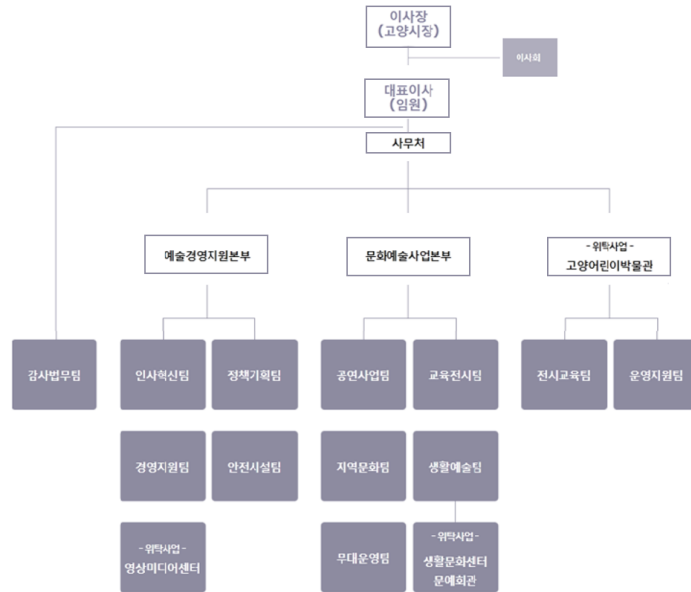 이사장
(고양시장)
이사회
대표이사
(임원)
사무처
예술경영지원본부
문화예술사업본부
- 위탁사업 -
고양어린이박물관
감사법무팀
인사혁신팀
정책기획팀
공연사업팀
교육전시팀
전시교육팀
운영지원팀
경영지원팀
안전시설팀
지역문화팀
생활예술팀
- 위탁사업 -
영상미디어센터
무대운영팀
- 위탁사업 -
생활문화센터
문예회관